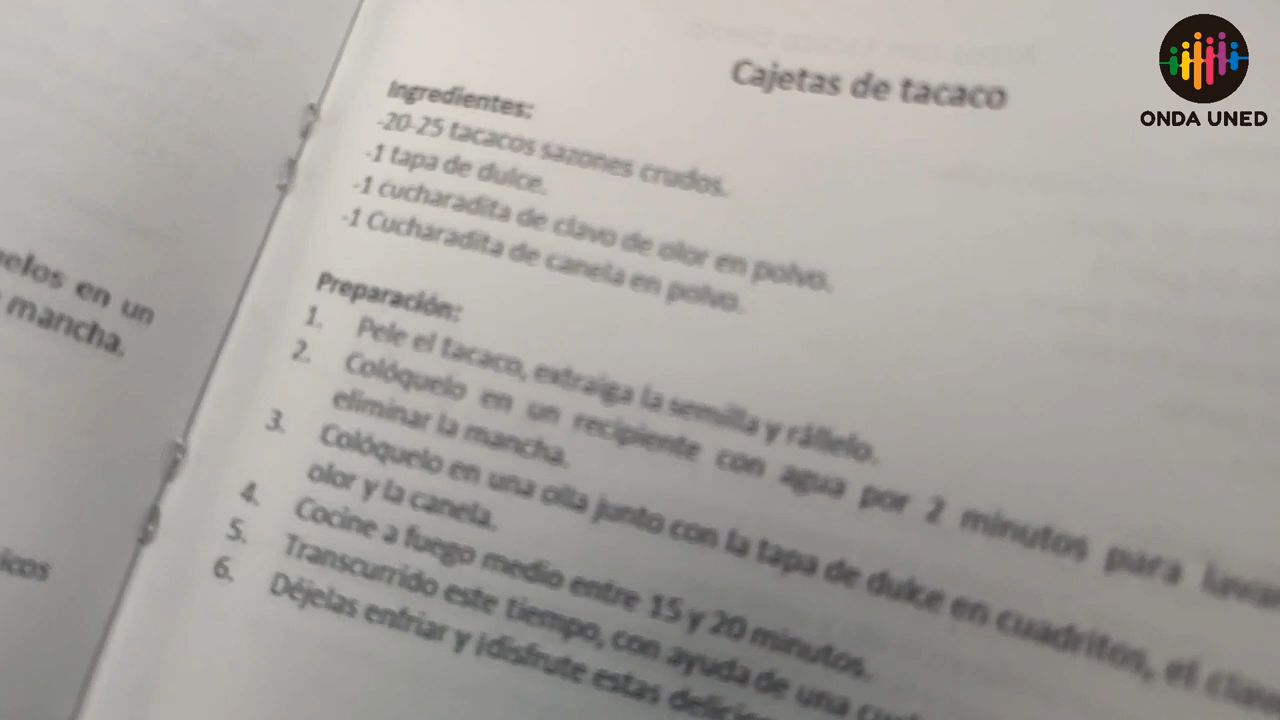 ONDA UNED
Cajetas de tacaco
Ingredientes:
-20-25 tacacos sazones crudos.
-1 tapa de dulce.
-1 cucharadita de clavo de olor en polvo.
-1 Cucharadita de canela en polvo.
Preparación:
1. Pele el tacaco, extraiga la semilla y rállelo.
2. Colóquelo en un recipiente con agua por 2 minutos para
eliminar la mancha.
3. Colóquelo en una olla junto con la tapa de dulce en cuadritos, el
olor y la canela.
4. Cocine a fuego medio entre 15 y 20 minutos.
5. Transcurrido este tiempo, con ayuda de una
6. Déjelas enfriar y ¡disfrute estas
en un
mancha.